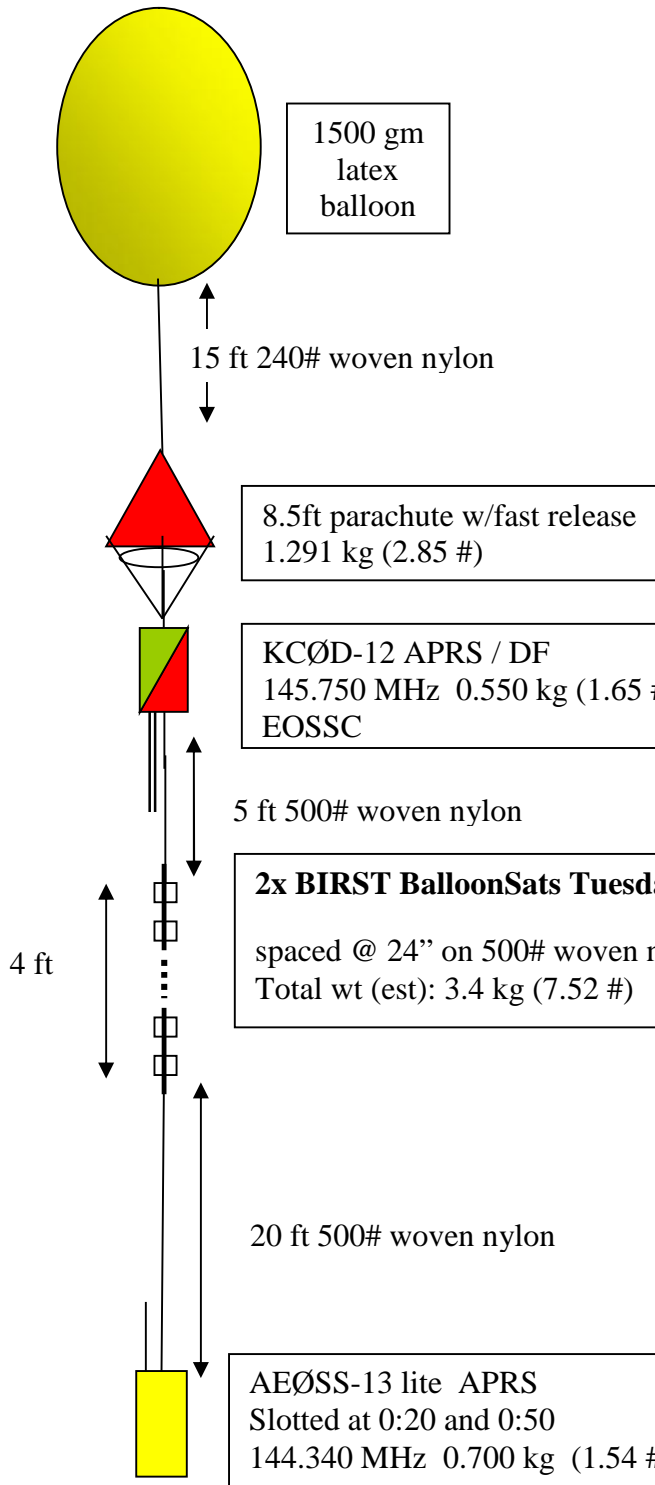 1500 gm
latex
balloon
15 ft 240# woven nylon
8.5ft parachute w/fast release
1.291 kg (2.85 #)
KCØD-12 APRS / DF
145.750 MHz  0.550 kg (1.65 #
EOSSC
5 ft 500# woven nylon
2x BIRST BalloonSats Tuesd
4 ft
spaced @ 24” on 500# woven n
Total wt (est): 3.4 kg (7.52 #)
20 ft 500# woven nylon
AEØSS-13 lite  APRS
Slotted at 0:20 and 0:50
144.340 MHz  0.700 kg  (1.54 #